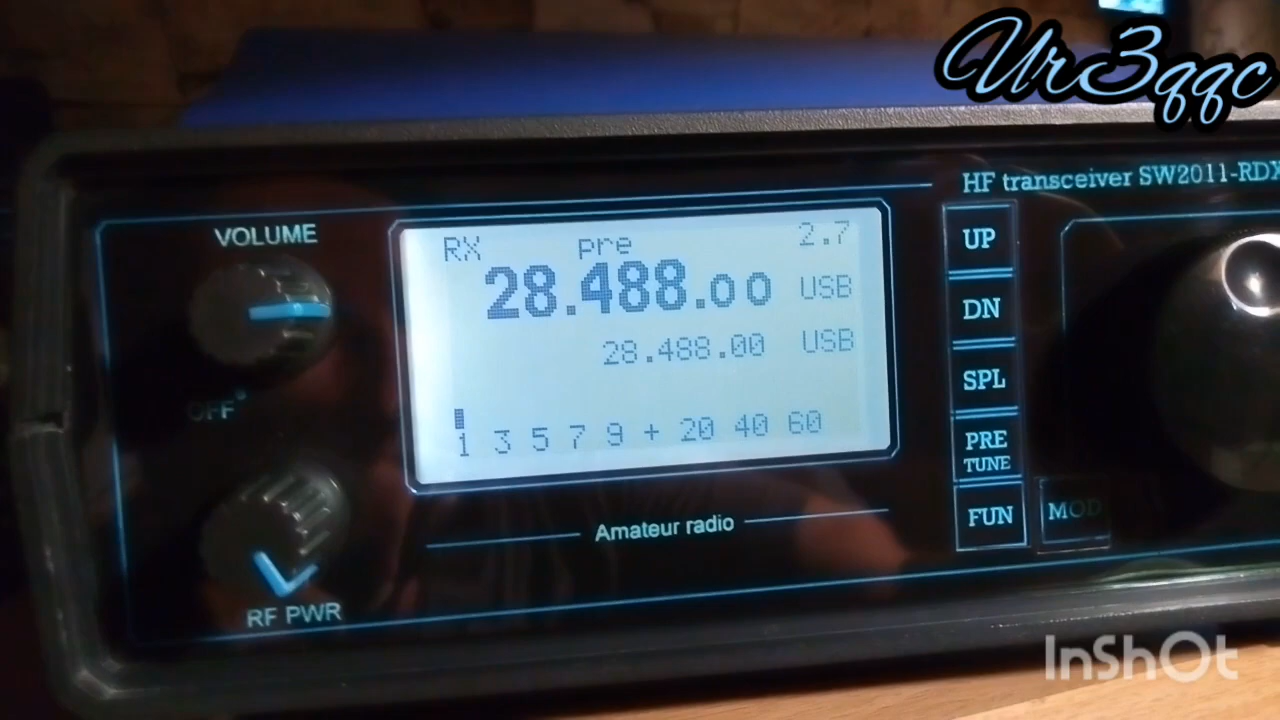 Ur3qqc
HF transceiver SW2011-RDX
VOLUME
OFF
RF PWR
RX pre 2.7
28.488.00 USB
28.488.00 USB
1 3 5 7 9 + 20 40 60
Amateur radio
UP
DN
SPL
PRE
TUNE
FUN
MOD
InShOt